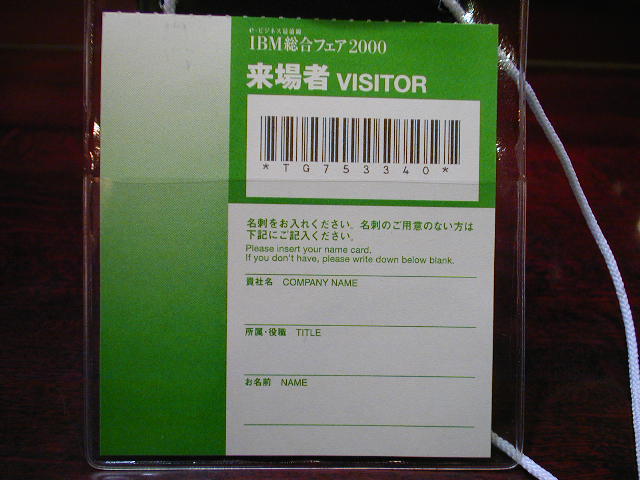 e-ビジネス最前線
IBM総合フェア2000
来場者 VISITOR
*TG753340*
名刺をお入れください。名刺のご用意のない方は
下記にご記入ください。
Please insert your name card.
If you don't have, please write down below blank.
貴社名 COMPANY NAME
所属・役職 TITLE
お名前 NAME